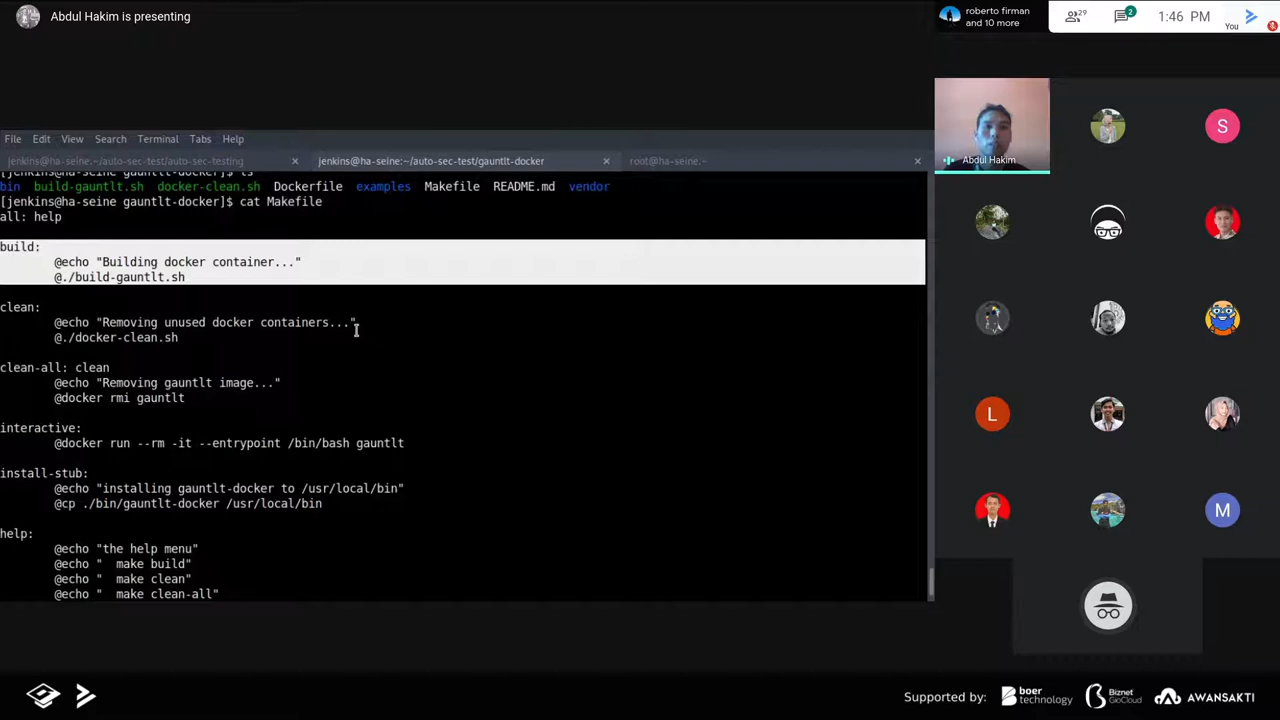 Abdul Hakim is presenting
roberto firman
and 10 more
29
2
1:46 PM
You
File Edit View Search Terminal Tabs Help
jenkins@ha-seine:~/auto-sec-test/auto-sec-testing
jenkins@ha-seine:~/auto-sec-test/gauntlt-docker
root@ha-seine:~
[jenkins@ha-seine gauntlt-docker]$ ls
bin build-gauntlt.sh docker-clean.sh Dockerfile examples Makefile README.md vendor
[jenkins@ha-seine gauntlt-docker]$ cat Makefile
all: help
build:
@echo "Building docker container..."
@./build-gauntlt.sh
clean:
@echo "Removing unused docker containers..."
@./docker-clean.sh
clean-all: clean
@echo "Removing gauntlt image..."
@docker rmi gauntlt
interactive:
@docker run --rm -it --entrypoint /bin/bash gauntlt
install-stub:
@echo "installing gauntlt-docker to /usr/local/bin"
@cp ./bin/gauntlt-docker /usr/local/bin
help:
@echo "the help menu"
@echo "  make build"
@echo "  make clean"
@echo "  make clean-all"
Abdul Hakim
S
L
M
Supported by:
boer technology
Biznet GioCloud
AWANSAKTI